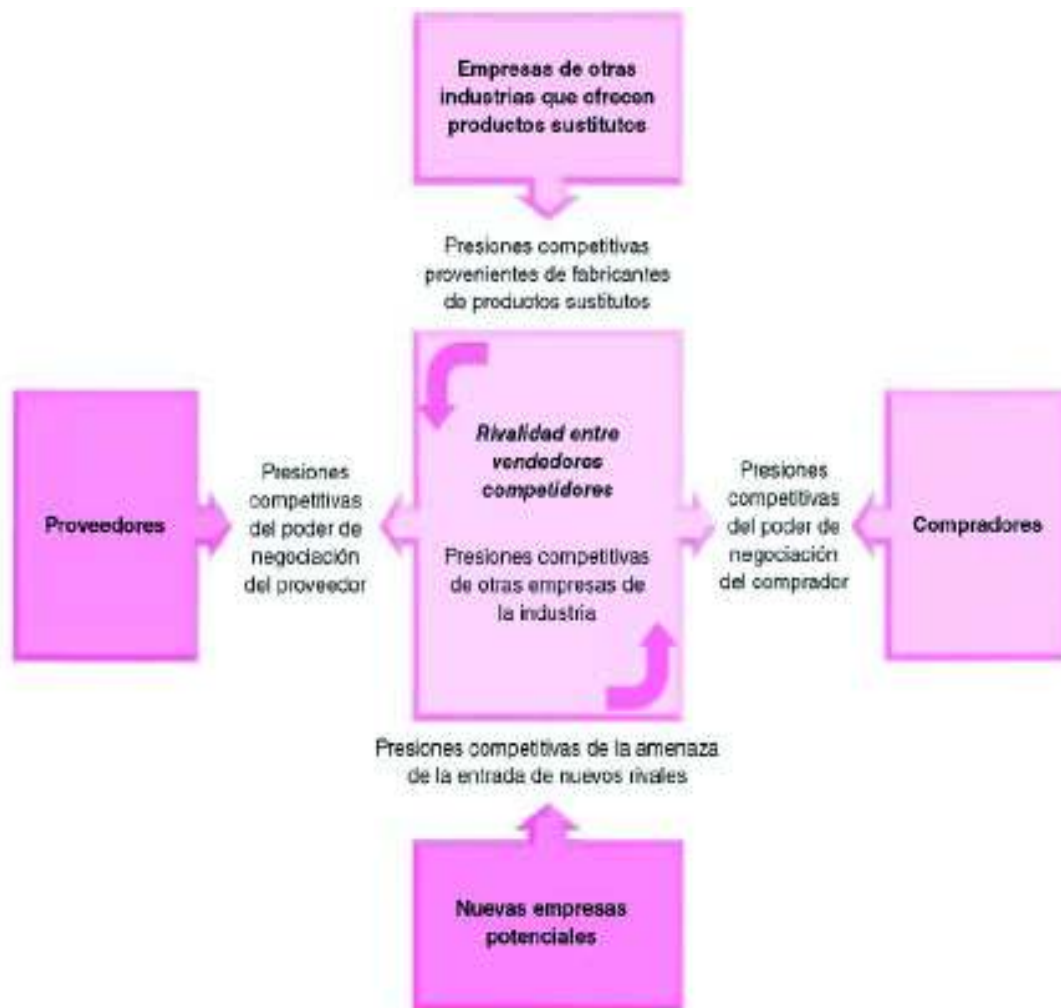 Empresas de otras
industrias que ofrecen
productos sustitutos
Presiones competitivas
provenientes de fabricantes
de productos sustitutos
Proveedores
Presiones
competitivas
del poder de
negociación
del proveedor
Rivalidad entre
vendedores
competidores
Presiones competitivas
de otras empresas de
la industria
Presiones
competitivas
del poder de
negociación
del comprador
Compradores
Presiones competitivas de la amenaza
de la entrada de nuevos rivales
Nuevas empresas
potenciales